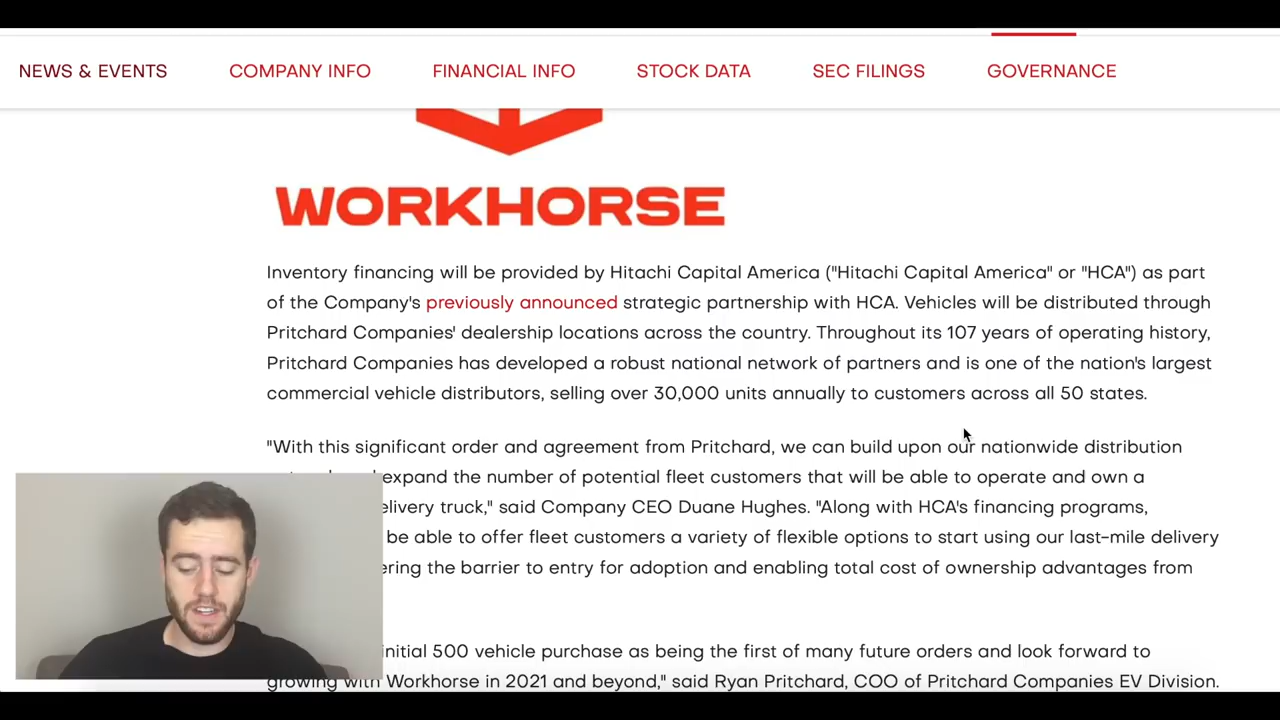 NEWS & EVENTS COMPANY INFO FINANCIAL INFO STOCK DATA SEC FILINGS GOVERNANCE
WORKHORSE
Inventory financing will be provided by Hitachi Capital America ("Hitachi Capital America" or "HCA") as part
of the Company's previously announced strategic partnership with HCA. Vehicles will be distributed through
Pritchard Companies' dealership locations across the country. Throughout its 107 years of operating history,
Pritchard Companies has developed a robust national network of partners and is one of the nation's largest
commercial vehicle distributors, selling over 30,000 units annually to customers across all 50 states.
"With this significant order and agreement from Pritchard, we can build upon our nationwide distribution
expand the number of potential fleet customers that will be able to operate and own a
elivery truck," said Company CEO Duane Hughes. "Along with HCA's financing programs,
be able to offer fleet customers a variety of flexible options to start using our last-mile delivery
ering the barrier to entry for adoption and enabling total cost of ownership advantages from
initial 500 vehicle purchase as being the first of many future orders and look forward to
growing with Workhorse in 2021 and beyond," said Ryan Pritchard, COO of Pritchard Companies EV Division.